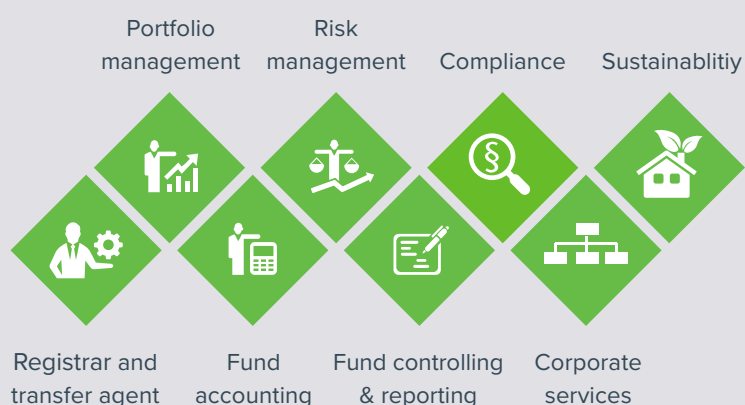 Portfolio
management
Risk
management
Compliance
Sustainablitiy
§
Registrar and
transfer agent
Fund
accounting
Fund controlling
& reporting
Corporate
services